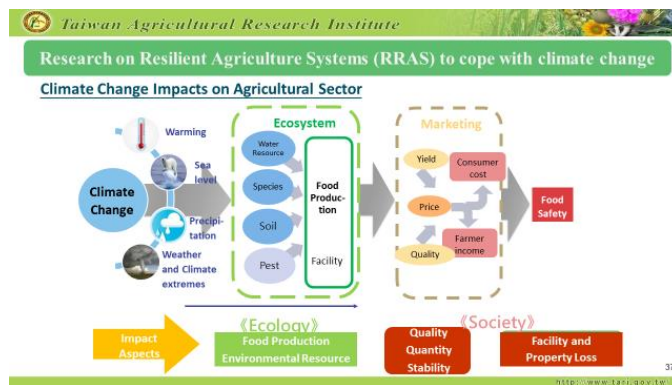 Taiwan Agricultural Research Institute
Research on Resilient Agriculture Systems (RRAS) to cope with climate change
Climate Change Impacts on Agricultural Sector
Climate
Change
Warming
Sea
level
Precipi-
tation
Weather
and Climate
extremes
Ecosystem
Water
Resource
Species
Soil
Pest
Food
Produc-
tion
Facility
Marketing
Yield
Price
Quality
Consumer
cost
Farmer
income
Food
Safety
Impact
Aspects
《Ecology》
Food Production
Environmental Resource
《Society》
Quality
Quantity
Stability
Facility and
Property Loss
http://www.tari.gov.tw